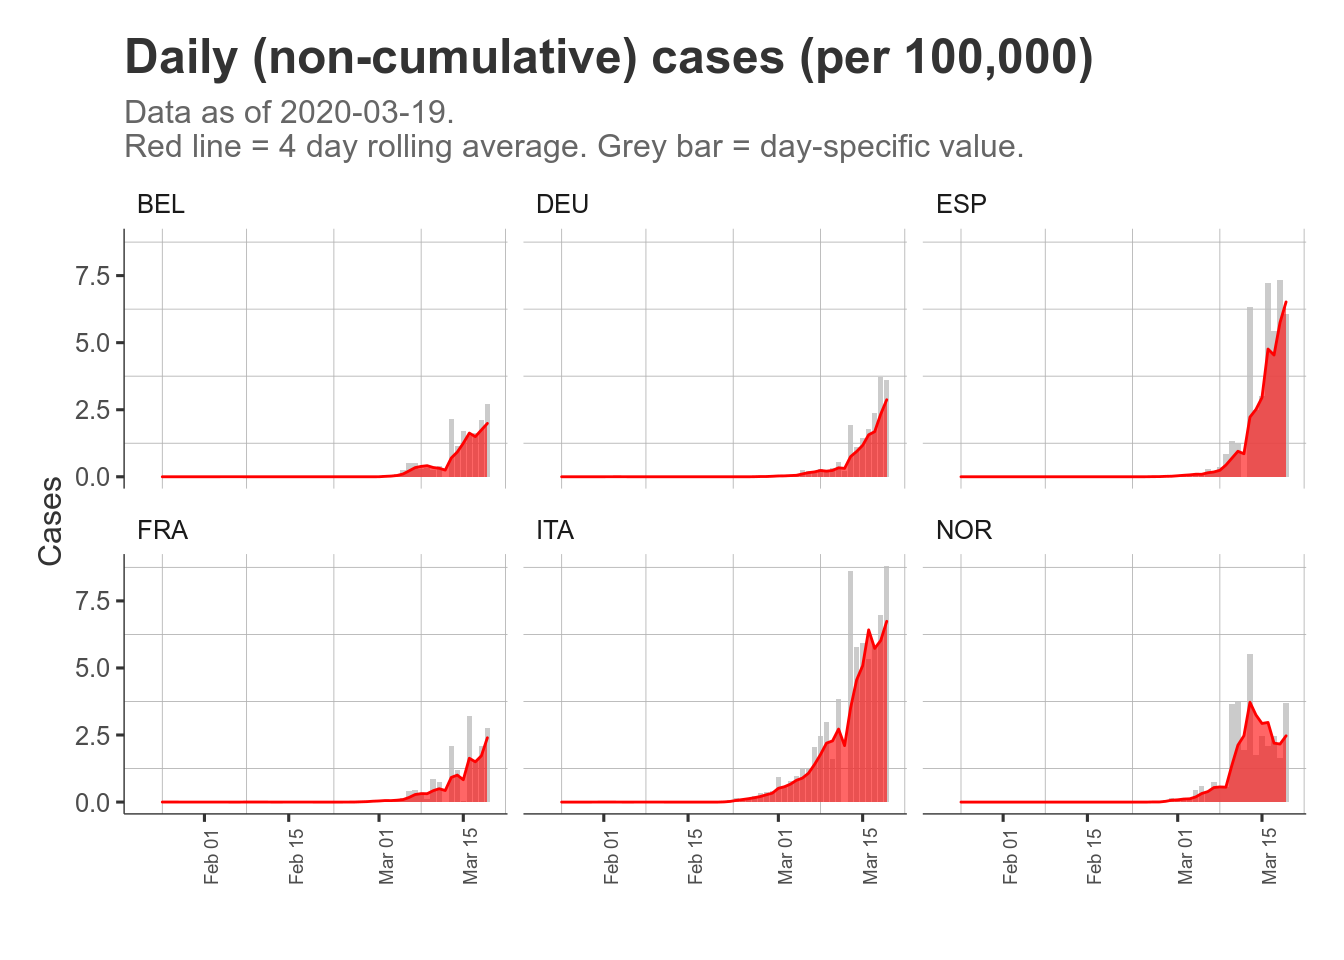 Daily (non-cumulative) cases (per 100,000)
Data as of 2020-03-19.
Red line = 4 day rolling average. Grey bar = day-specific value.
BEL
DEU
ESP
7.5
5.0
2.5
0.0
Cases
FRA
ITA
NOR
7.5
5.0
2.5
0.0
Feb 01
Feb 15
Mar 01
Mar 15
Feb 01
Feb 15
Mar 01
Mar 15
Feb 01
Feb 15
Mar 01
Mar 15